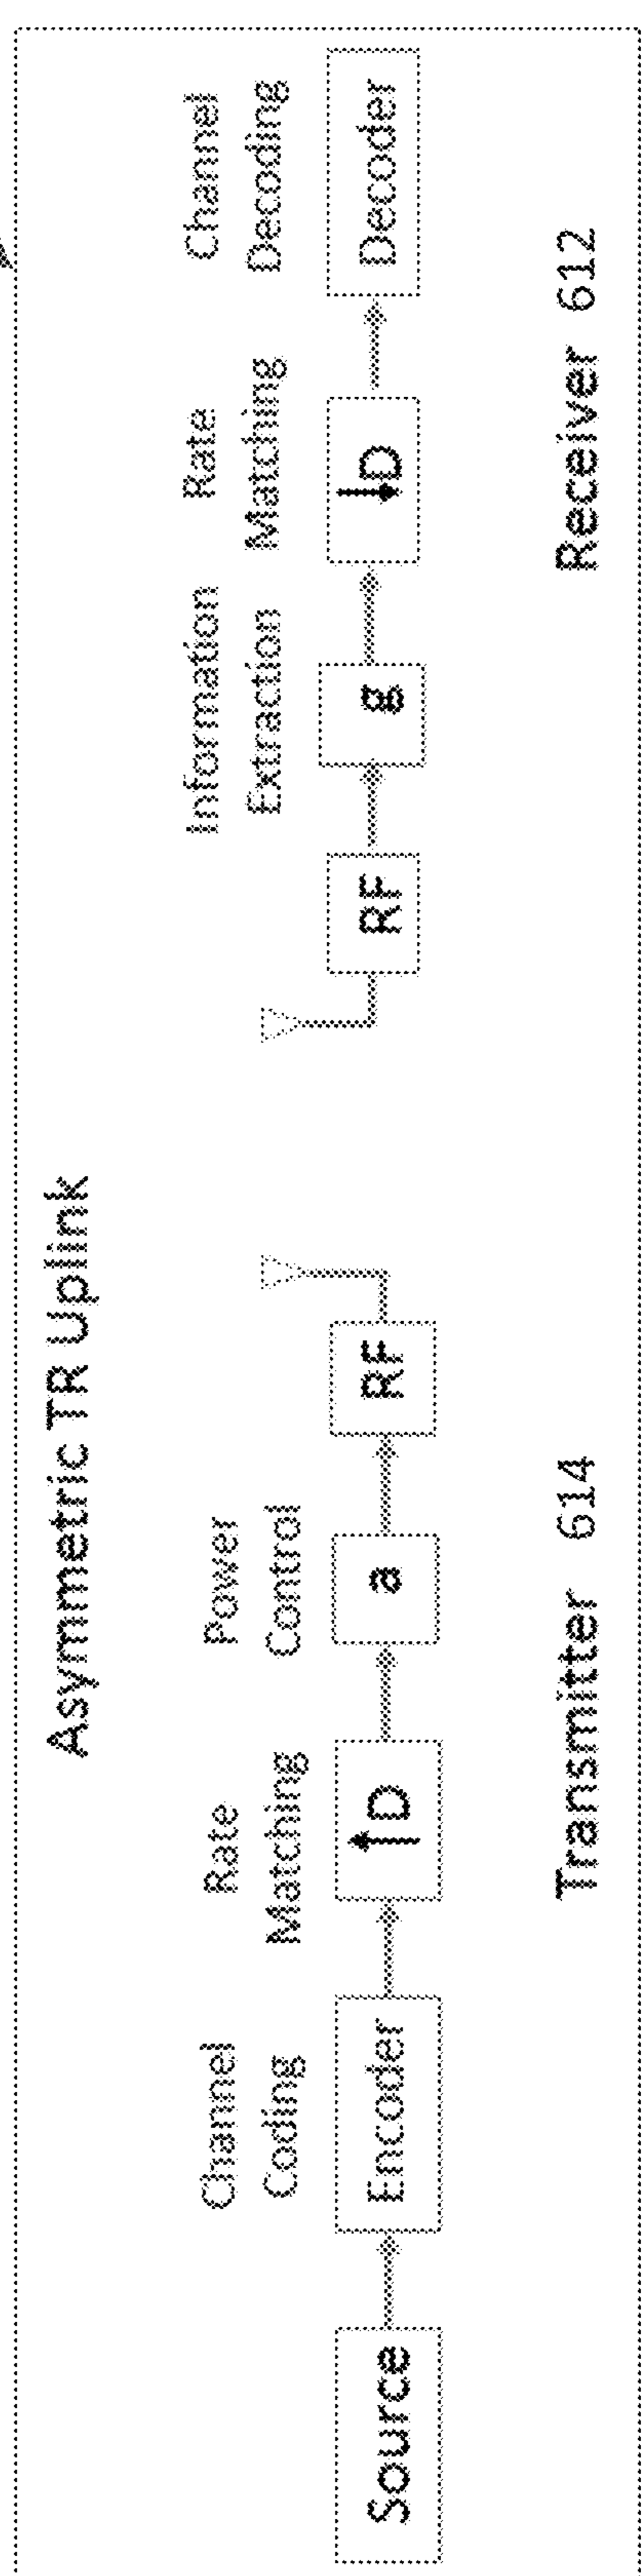 Asymmetric TR Uplink
Channel
Coding
Rate
Matching
Power
Control
Information
Extraction
Rate
Matching
Channel
Decoding
Source
Encoder
↑D
a
RF
RF
g
↓D
Decoder
Transmitter 614
Receiver 612